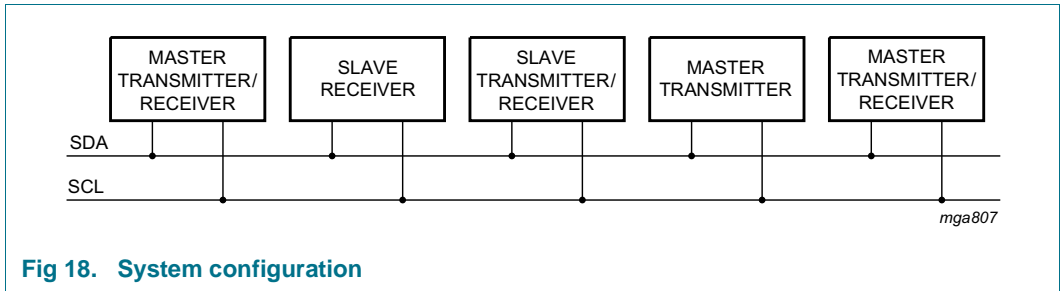 MASTER
TRANSMITTER/
RECEIVER
SLAVE
RECEIVER
SLAVE
TRANSMITTER/
RECEIVER
MASTER
TRANSMITTER
MASTER
TRANSMITTER/
RECEIVER
SDA
SCL
mga807
Fig 18. System configuration